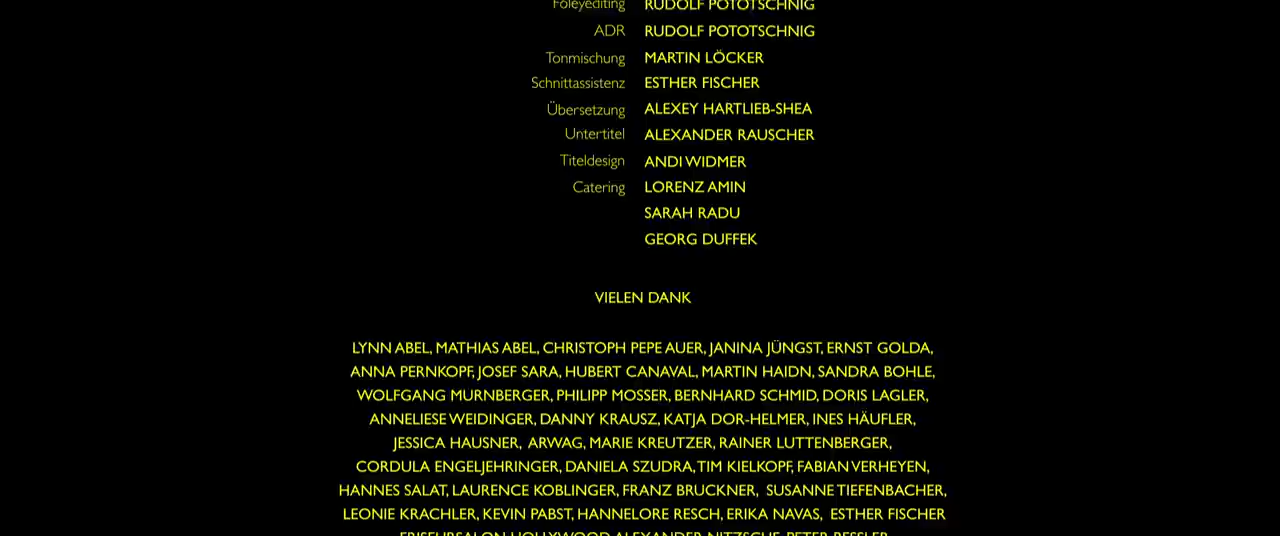 Foleyediting RUDOLF POTOTSCHNIG
ADR RUDOLF POTOTSCHNIG
Tonmischung MARTIN LÖCKER
Schnittassistenz ESTHER FISCHER
Übersetzung ALEXEY HARTLIEB-SHEA
Untertitel ALEXANDER RAUSCHER
Titeldesign ANDI WIDMER
Catering LORENZ AMIN
SARAH RADU
GEORG DUFFEK
VIELEN DANK
LYNN ABEL, MATHIAS ABEL, CHRISTOPH PEPE AUER, JANINA JÜNGST, ERNST GOLDA,
ANNA PERNKOPF, JOSEF SARA, HUBERT CANAVAL, MARTIN HAIDN, SANDRA BOHLE,
WOLFGANG MURNBERGER, PHILIPP MOSSER, BERNHARD SCHMID, DORIS LAGLER,
ANNELIESE WEIDINGER, DANNY KRAUSZ, KATJA DOR-HELMER, INES HÄUFLER,
JESSICA HAUSNER, ARWAG, MARIE KREUTZER, RAINER LUTTENBERGER,
CORDULA ENGELJEHRINGER, DANIELA SZUDRA, TIM KIELKOPF, FABIAN VERHEYEN,
HANNES SALAT, LAURENCE KOBLINGER, FRANZ BRUCKNER, SUSANNE TIEFENBACHER,
LEONIE KRACHLER, KEVIN PABST, HANNELORE RESCH, ERIKA NAVAS, ESTHER FISCHER
FRISEURSALON HOLLYWOOD ALEXANDER NITZSCHE, PETER